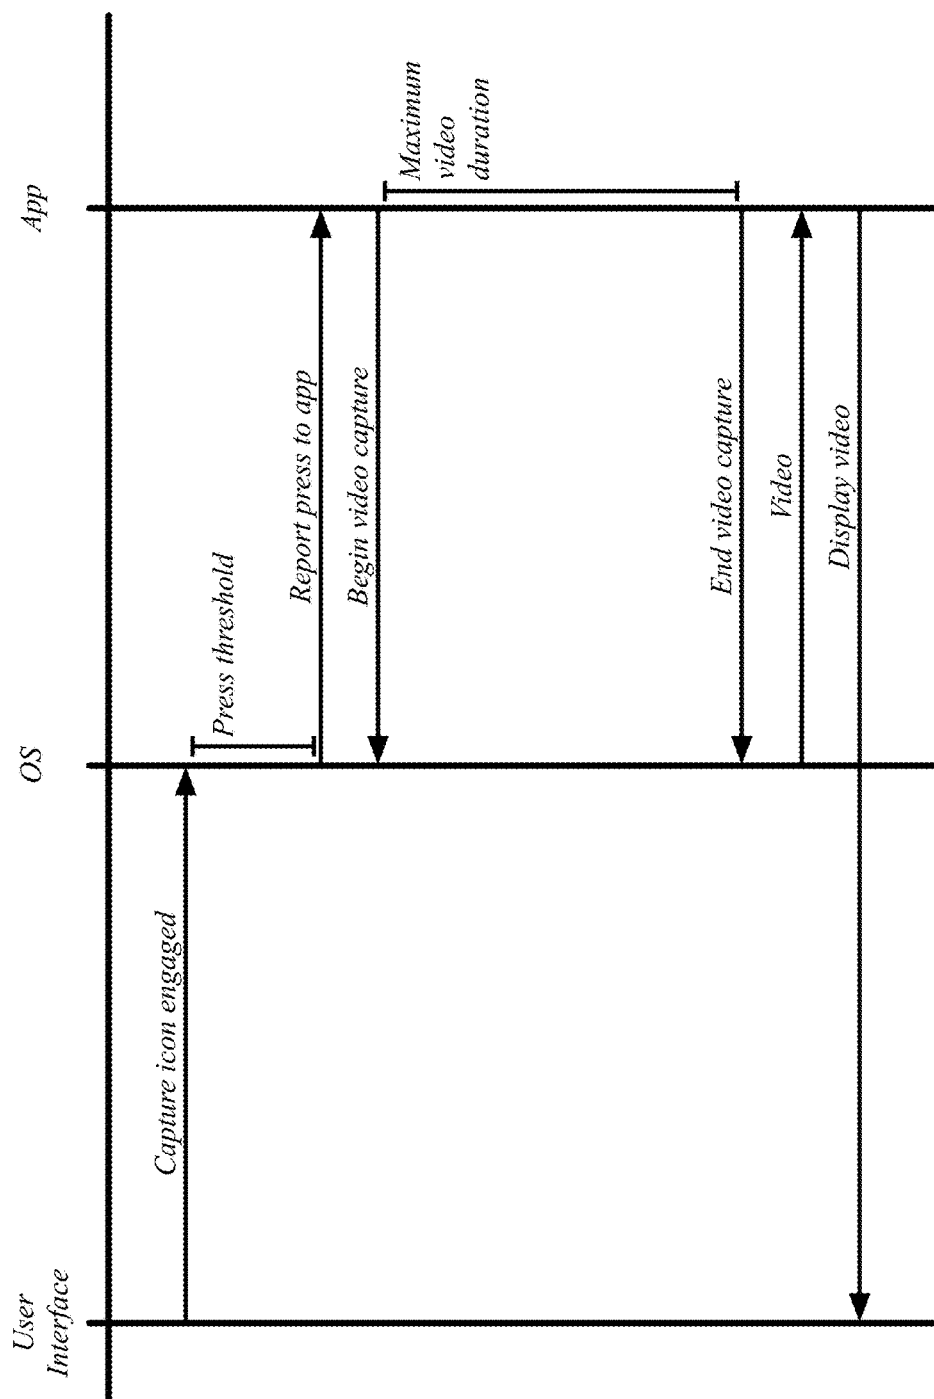 User
Interface
OS
App
Capture icon engaged
Press threshold
Report press to app
Begin video capture
Maximum
video
duration
End video capture
Video
Display video